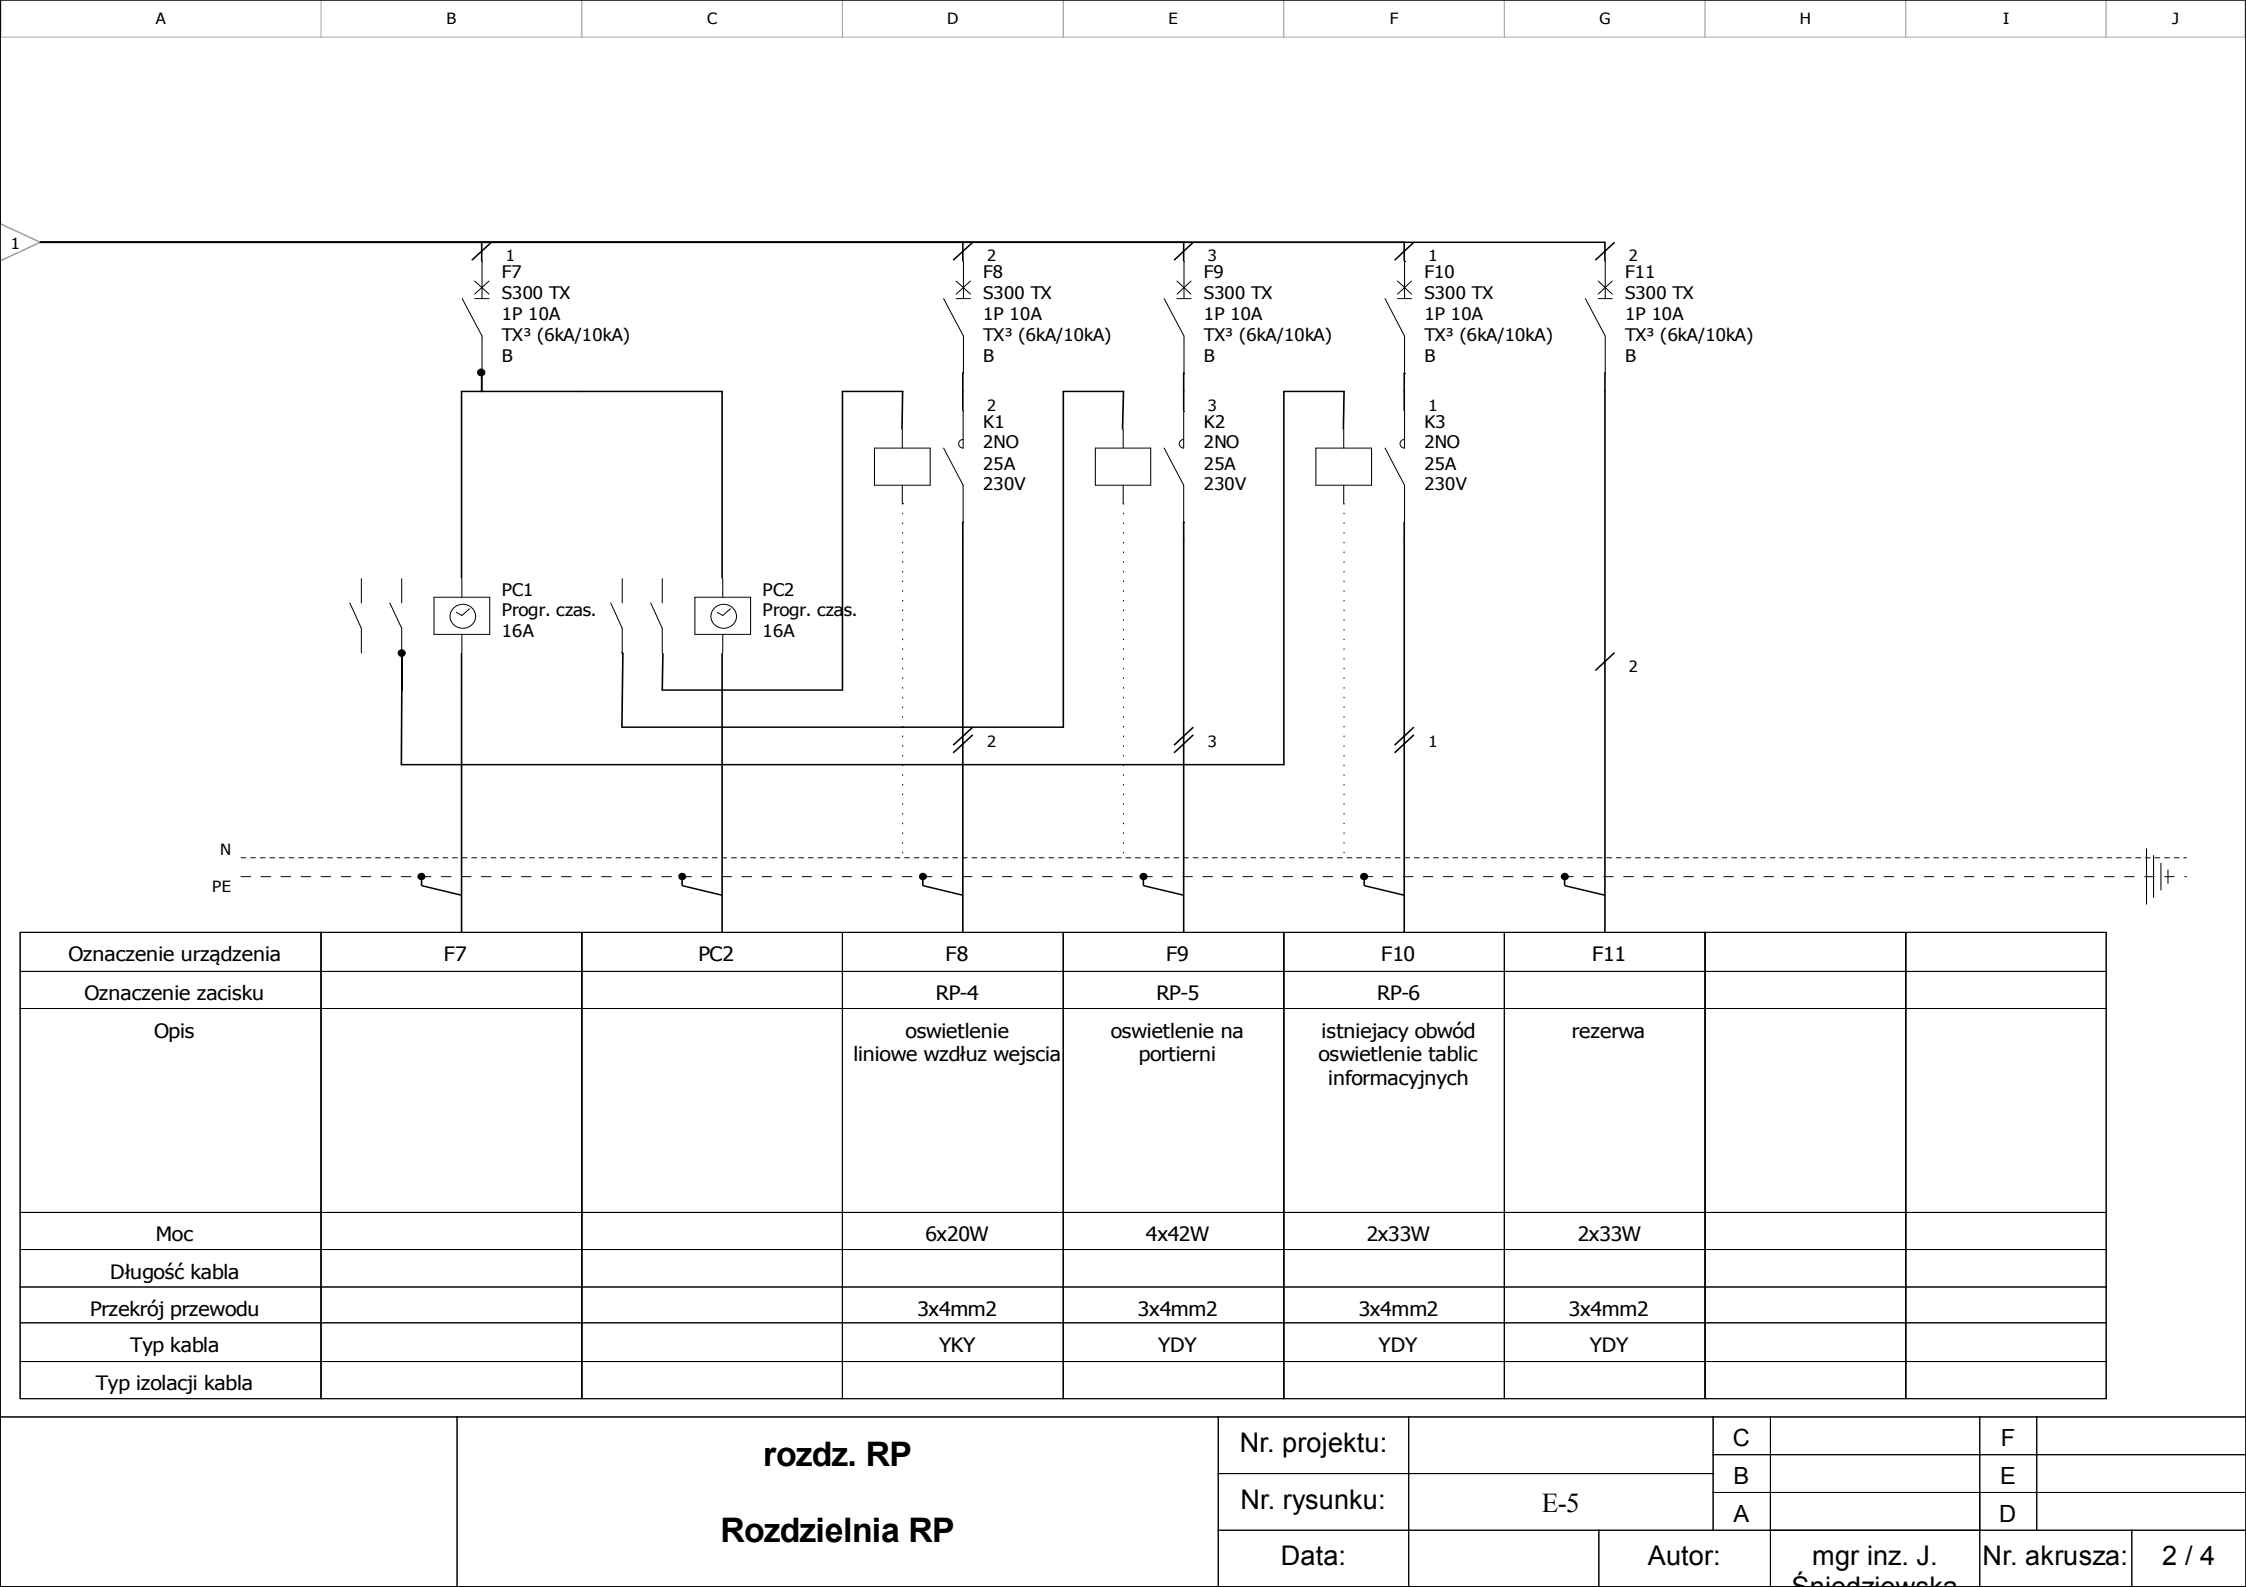 A B C D E F G H I J
1
1 2 3 1 2
F7 F8 F9 F10 F11
S300 TX S300 TX S300 TX S300 TX S300 TX
1P 10A 1P 10A 1P 10A 1P 10A 1P 10A
TX³ (6kA/10kA) TX³ (6kA/10kA) TX³ (6kA/10kA) TX³ (6kA/10kA) TX³ (6kA/10kA)
B B B B B
2 3 1
K1 K2 K3
2NO 2NO 2NO
25A 25A 25A
230V 230V 230V
PC1 PC2
Progr. czas. Progr. czas.
16A 16A
2
2 3 1
N
PE
Oznaczenie urządzenia F7 PC2 F8 F9 F10 F11
Oznaczenie zacisku RP-4 RP-5 RP-6
Opis oswietlenie oswietlenie na istniejacy obwód rezerwa
liniowe wzdłuz wejscia portierni oswietlenie tablic
informacyjnych
Moc 6x20W 4x42W 2x33W 2x33W
Długość kabla
Przekrój przewodu 3x4mm2 3x4mm2 3x4mm2 3x4mm2
Typ kabla YKY YDY YDY YDY
Typ izolacji kabla
rozdz. RP
Rozdzielnia RP
Nr. projektu: C F
B E
Nr. rysunku: E-5
A D
Data: Autor: mgr inz. J. Nr. akrusza: 2 / 4
Śniedziewska